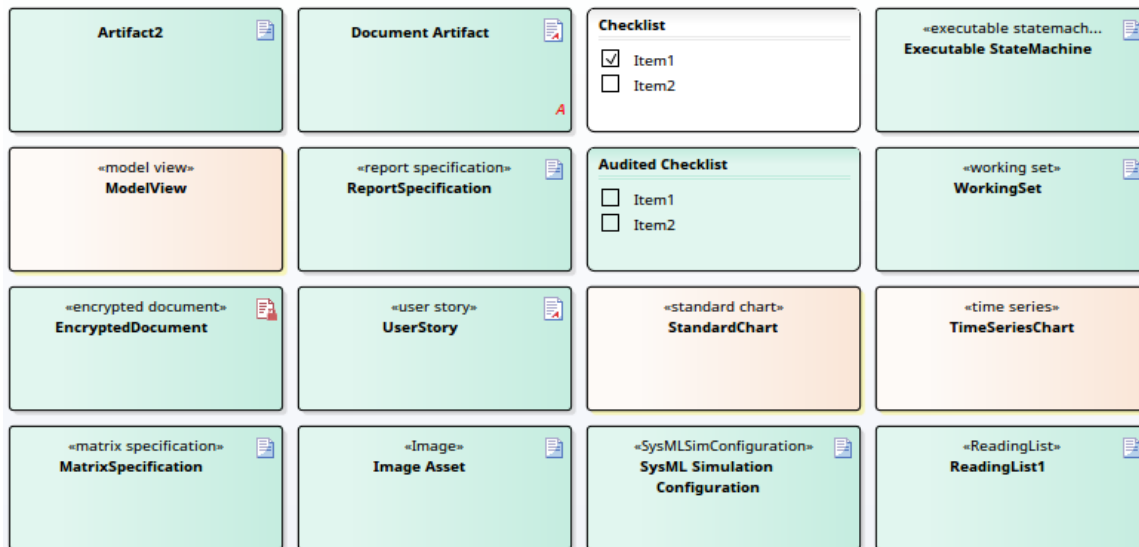 Artifact2
Document Artifact
A
Checklist
Item1
Item2
«executable statemach...
Executable StateMachine
«model view»
ModelView
«report specification»
ReportSpecification
Audited Checklist
Item1
Item2
«working set»
WorkingSet
«encrypted document»
EncryptedDocument
«user story»
UserStory
«standard chart»
StandardChart
«time series»
TimeSeriesChart
«matrix specification»
MatrixSpecification
«Image»
Image Asset
«SysMLSimConfiguration»
SysML Simulation
Configuration
«ReadingList»
ReadingList1